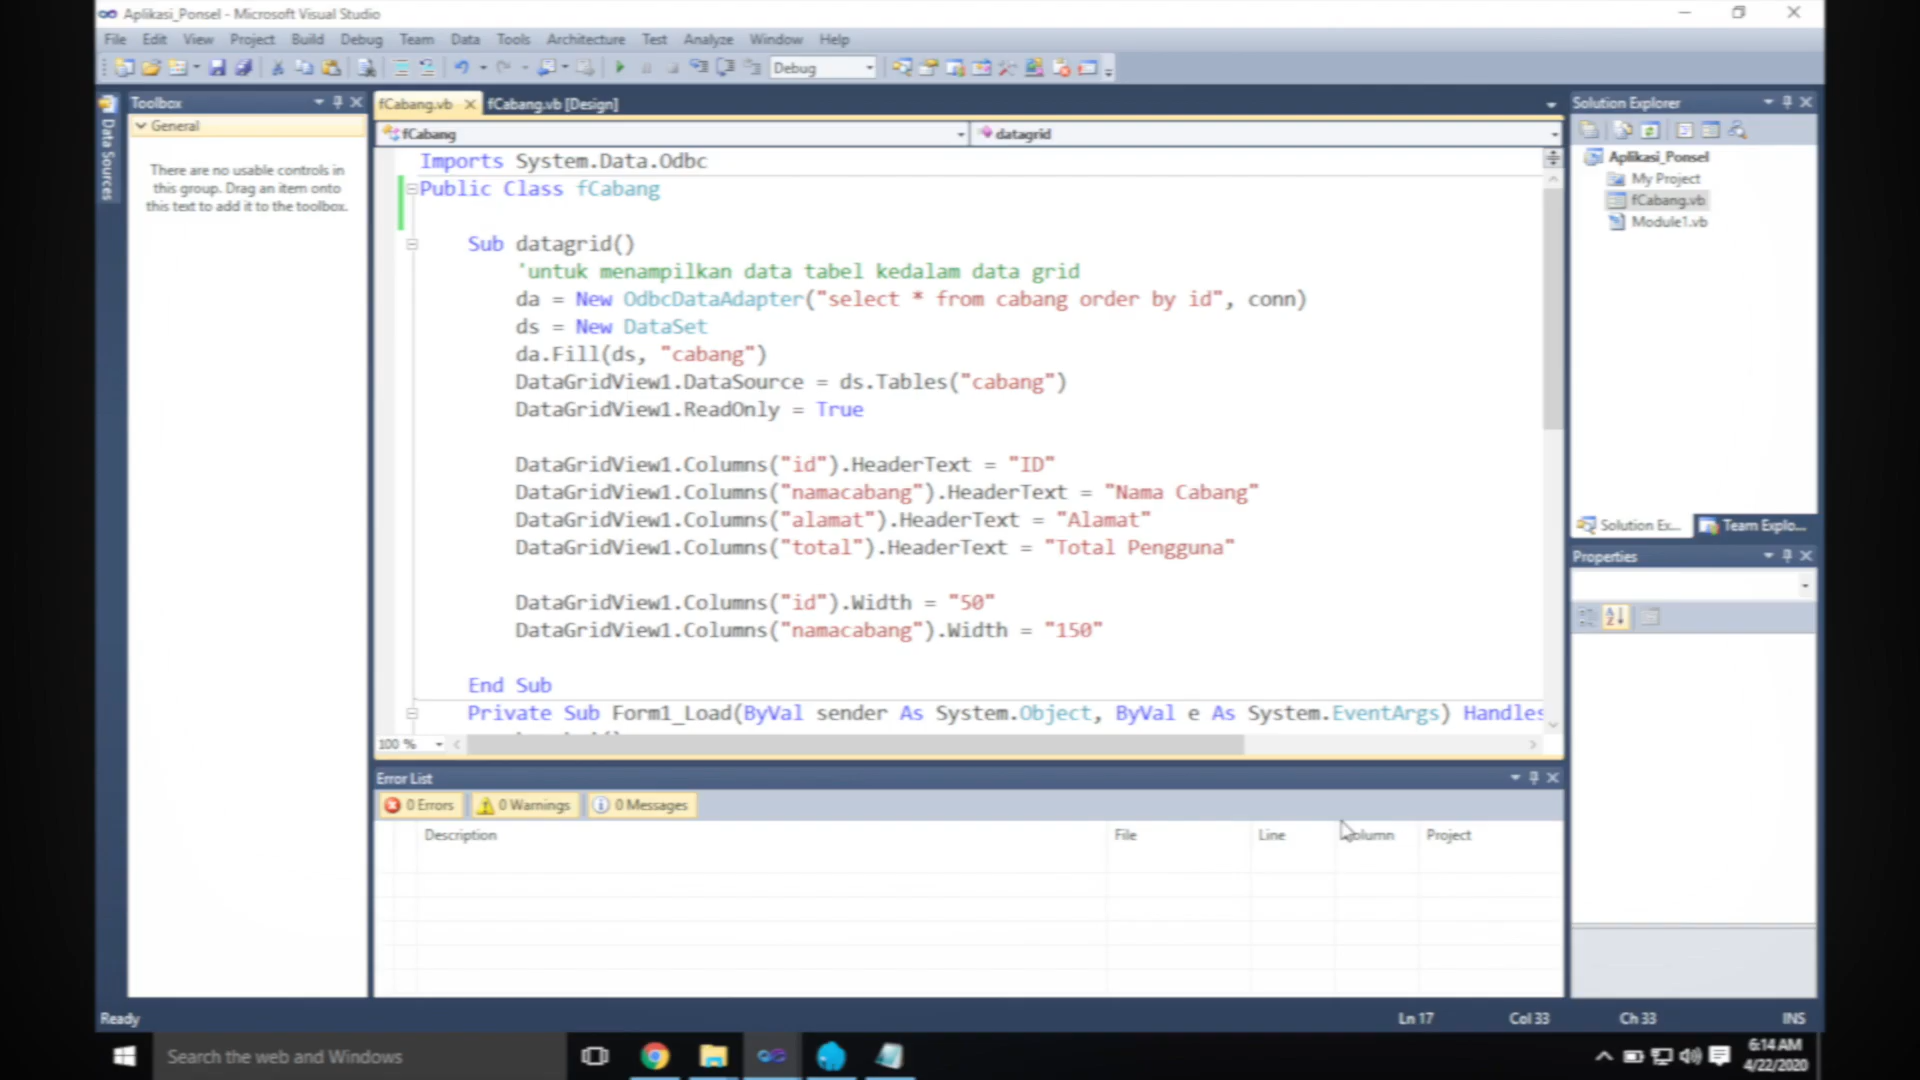 Aplikasi_Ponsel - Microsoft Visual Studio
File Edit View Project Build Debug Team Data Tools Architecture Test Analyze Window Help
Debug
Data Sources
Toolbox
General
There are no usable controls in
this group. Drag an item onto
this text to add it to the toolbox.
fCabang.vb
fCabang.vb [Design]
fCabang
datagrid
Imports System.Data.Odbc
Public Class fCabang
Sub datagrid()
'untuk menampilkan data tabel kedalam data grid
da = New OdbcDataAdapter("select * from cabang order by id", conn)
ds = New DataSet
da.Fill(ds, "cabang")
DataGridView1.DataSource = ds.Tables("cabang")
DataGridView1.ReadOnly = True
DataGridView1.Columns("id").HeaderText = "ID"
DataGridView1.Columns("namacabang").HeaderText = "Nama Cabang"
DataGridView1.Columns("alamat").HeaderText = "Alamat"
DataGridView1.Columns("total").HeaderText = "Total Pengguna"
DataGridView1.Columns("id").Width = "50"
DataGridView1.Columns("namacabang").Width = "150"
End Sub
Private Sub Form1_Load(ByVal sender As System.Object, ByVal e As System.EventArgs) Handles
100 %
Solution Explorer
Aplikasi_Ponsel
My Project
fCabang.vb
Module1.vb
Solution Ex...
Team Explo...
Properties
Error List
0 Errors
0 Warnings
0 Messages
Description File Line Column Project
Ready
Ln 17 Col 33 Ch 33 INS
Search the web and Windows
6:14 AM
4/22/2020